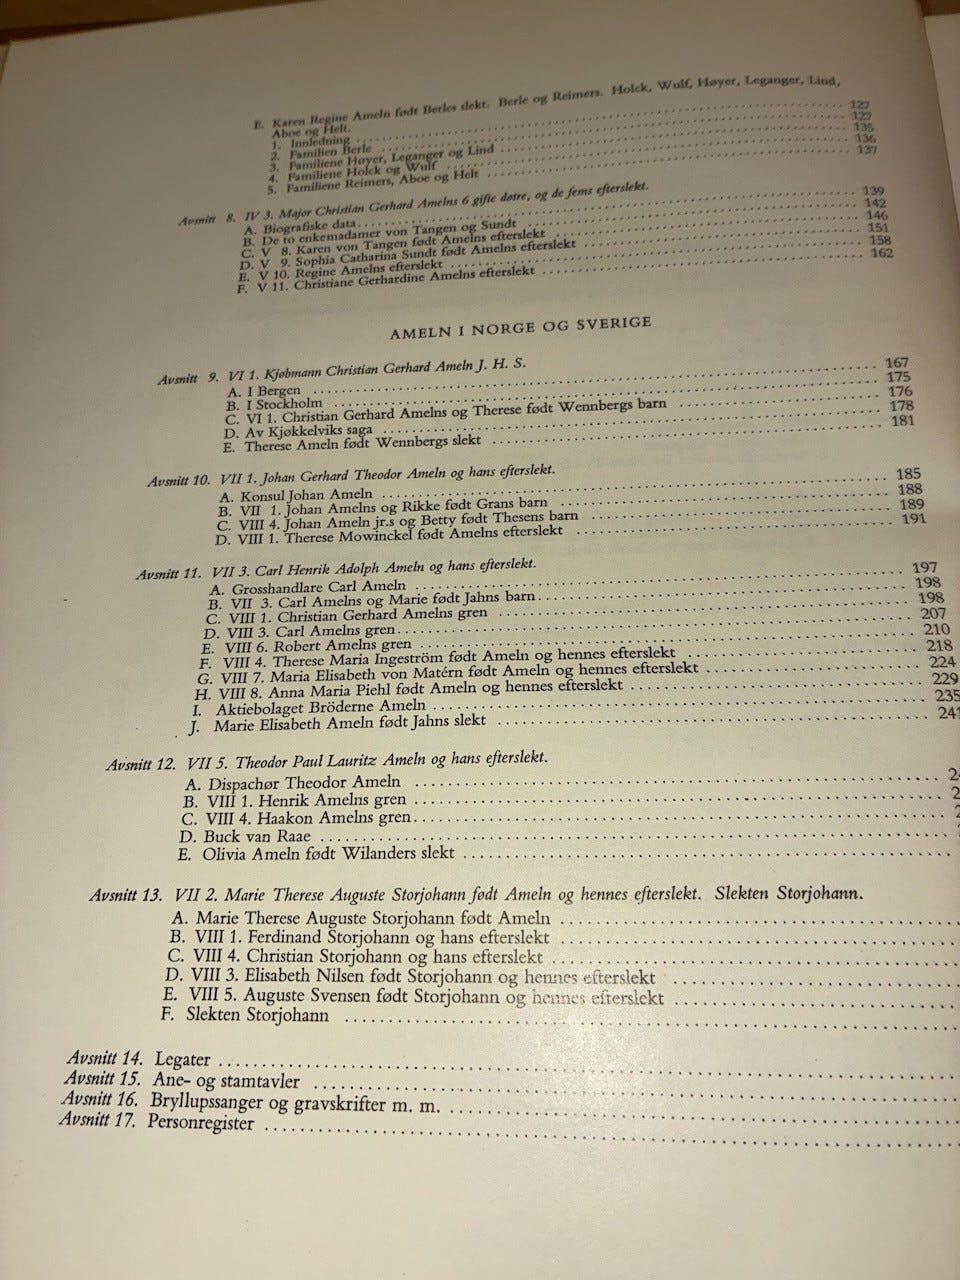 E. Karen Regine Ameln født Berles slekt. Berle og Reimers. Holck, Wulf, Høyer, Leganger, Lind,
Aboe og Helt.
1. Innledning 127
2. Familien Berle 127
3. Familiene Høyer, Leganger og Lind 135
4. Familiene Holck og Wulf 136
5. Familiene Reimers, Aboe og Helt 137
Avsnitt 8. IV 3. Major Christian Gerhard Amelns 6 gifte døtre, og de fems efterslekt.
A. Biografiske data 139
B. De to enkemadamer von Tangen og Sundt 142
C. V 8. Karen von Tangen født Amelns efterslekt 146
D. V 9. Sophia Catharina Sundt født Amelns efterslekt 151
E. V 10. Regine Amelns efterslekt 158
F. V 11. Christiane Gerhardine Amelns efterslekt 162
AMELN I NORGE OG SVERIGE
Avsnitt 9. VI 1. Kjøbmann Christian Gerhard Ameln J. H. S.
A. I Bergen 167
B. I Stockholm 175
C. VI 1. Christian Gerhard Amelns og Therese født Wennbergs barn 176
D. Av Kjøkkelviks saga 178
E. Therese Ameln født Wennbergs slekt 181
Avsnitt 10. VII 1. Johan Gerhard Theodor Ameln og hans efterslekt.
A. Konsul Johan Ameln 185
B. VII 1. Johan Amelns og Rikke født Grans barn 188
C. VIII 4. Johan Ameln jr.s og Betty født Thesens barn 189
D. VIII 1. Therese Mowinckel født Amelns efterslekt 191
Avsnitt 11. VII 3. Carl Henrik Adolph Ameln og hans efterslekt.
A. Grosshandlare Carl Ameln 197
B. VII 3. Carl Amelns og Marie født Jahns barn 198
C. VIII 1. Christian Gerhard Amelns gren 198
D. VIII 3. Carl Amelns gren 207
E. VIII 6. Robert Amelns gren 210
F. VIII 4. Therese Maria Ingeström født Ameln og hennes efterslekt 218
G. VIII 7. Maria Elisabeth von Matérn født Ameln og hennes efterslekt 224
H. VIII 8. Anna Maria Piehl født Ameln og hennes efterslekt 229
I. Aktiebolaget Bröderne Ameln 235
J. Marie Elisabeth Ameln født Jahns slekt 241
Avsnitt 12. VII 5. Theodor Paul Lauritz Ameln og hans efterslekt.
A. Dispachør Theodor Ameln
B. VIII 1. Henrik Amelns gren
C. VIII 4. Haakon Amelns gren
D. Buck van Raae
E. Olivia Ameln født Wilanders slekt
Avsnitt 13. VII 2. Marie Therese Auguste Storjohann født Ameln og hennes efterslekt. Slekten Storjohann.
A. Marie Therese Auguste Storjohann født Ameln
B. VIII 1. Ferdinand Storjohann og hans efterslekt
C. VIII 4. Christian Storjohann og hans efterslekt
D. VIII 3. Elisabeth Nilsen født Storjohann og hennes efterslekt
E. VIII 5. Auguste Svensen født Storjohann og hennes efterslekt
F. Slekten Storjohann
Avsnitt 14. Legater
Avsnitt 15. Ane- og stamtavler
Avsnitt 16. Bryllupssanger og gravskrifter m. m.
Avsnitt 17. Personregister